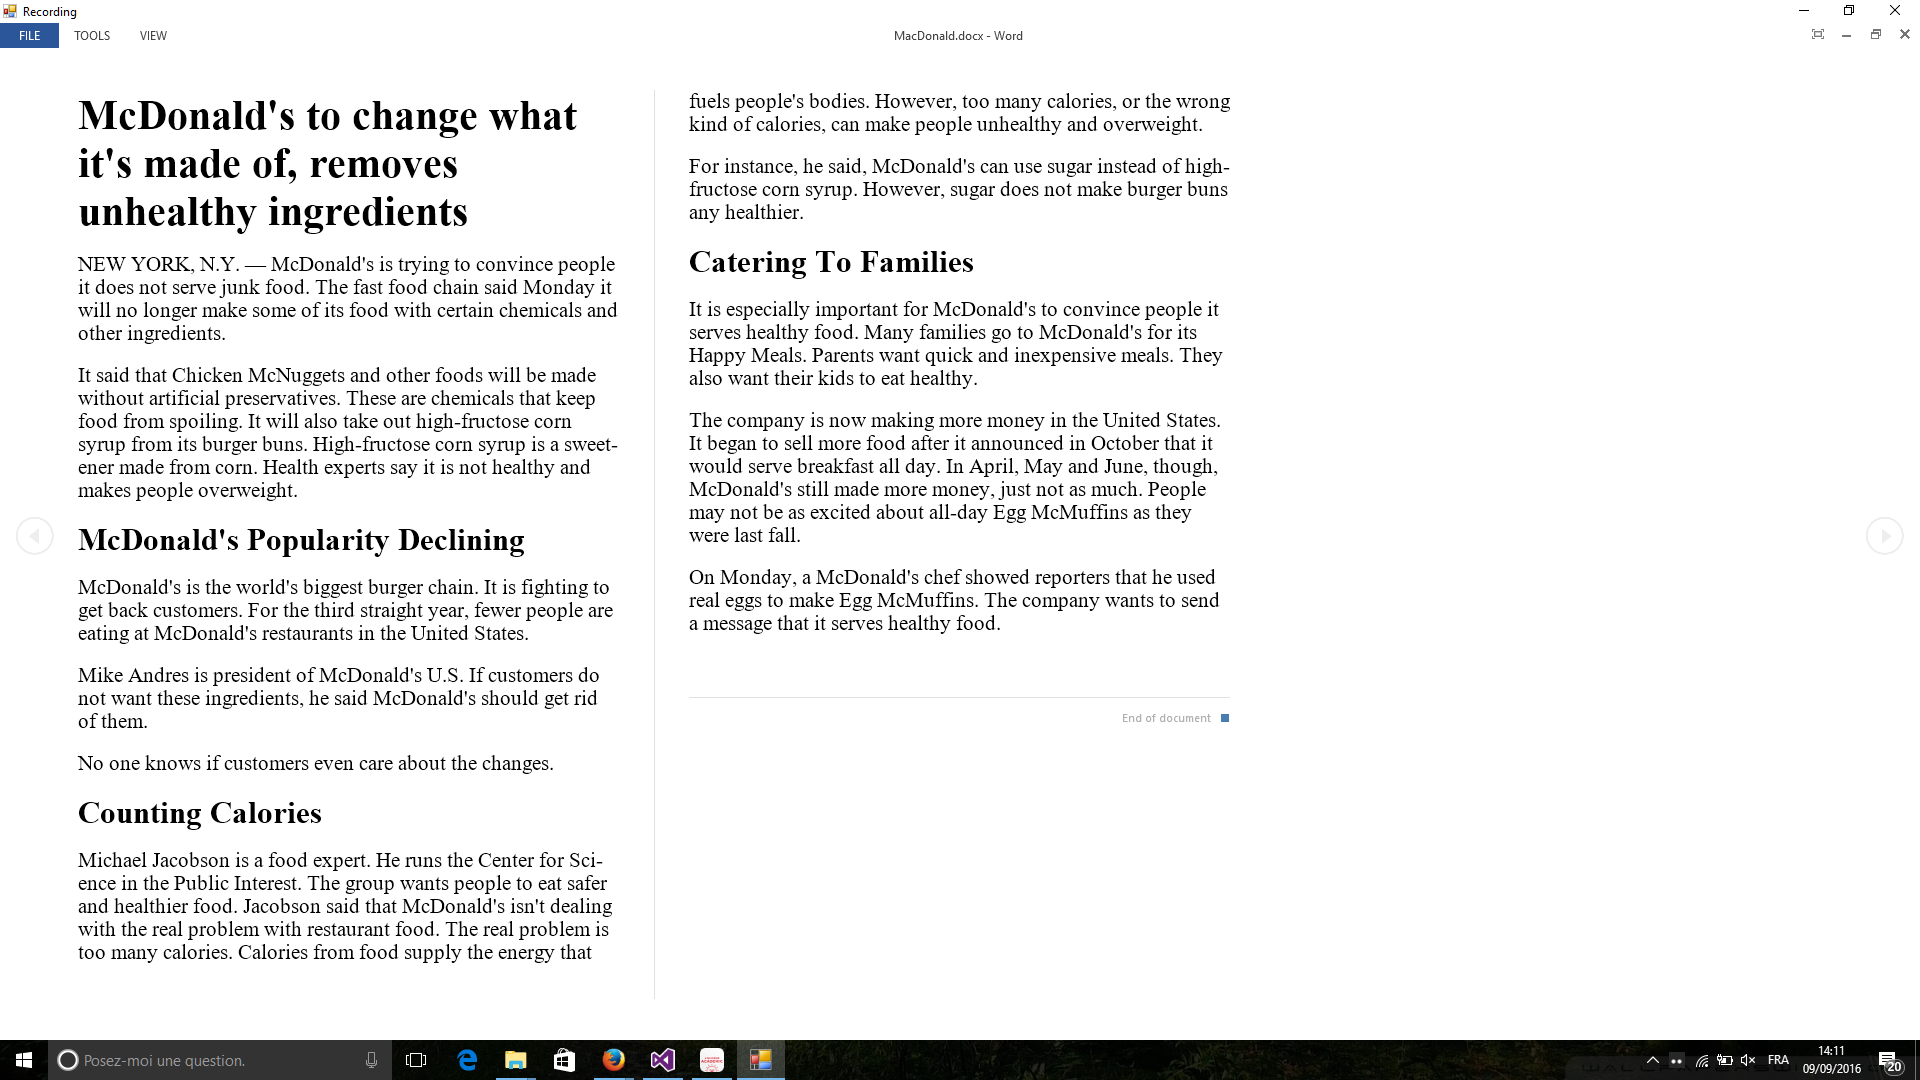 Recording
FILE TOOLS VIEW MacDonald.docx - Word
McDonald's to change what
it's made of, removes
unhealthy ingredients
NEW YORK, N.Y. — McDonald's is trying to convince people
it does not serve junk food. The fast food chain said Monday it
will no longer make some of its food with certain chemicals and
other ingredients.
It said that Chicken McNuggets and other foods will be made
without artificial preservatives. These are chemicals that keep
food from spoiling. It will also take out high-fructose corn
syrup from its burger buns. High-fructose corn syrup is a sweet-
ener made from corn. Health experts say it is not healthy and
makes people overweight.
McDonald's Popularity Declining
McDonald's is the world's biggest burger chain. It is fighting to
get back customers. For the third straight year, fewer people are
eating at McDonald's restaurants in the United States.
Mike Andres is president of McDonald's U.S. If customers do
not want these ingredients, he said McDonald's should get rid
of them.
No one knows if customers even care about the changes.
Counting Calories
Michael Jacobson is a food expert. He runs the Center for Sci-
ence in the Public Interest. The group wants people to eat safer
and healthier food. Jacobson said that McDonald's isn't dealing
with the real problem with restaurant food. The real problem is
too many calories. Calories from food supply the energy that
fuels people's bodies. However, too many calories, or the wrong
kind of calories, can make people unhealthy and overweight.
For instance, he said, McDonald's can use sugar instead of high-
fructose corn syrup. However, sugar does not make burger buns
any healthier.
Catering To Families
It is especially important for McDonald's to convince people it
serves healthy food. Many families go to McDonald's for its
Happy Meals. Parents want quick and inexpensive meals. They
also want their kids to eat healthy.
The company is now making more money in the United States.
It began to sell more food after it announced in October that it
would serve breakfast all day. In April, May and June, though,
McDonald's still made more money, just not as much. People
may not be as excited about all-day Egg McMuffins as they
were last fall.
On Monday, a McDonald's chef showed reporters that he used
real eggs to make Egg McMuffins. The company wants to send
a message that it serves healthy food.
End of document
Posez-moi une question.
FRA
14:11
09/09/2016
20